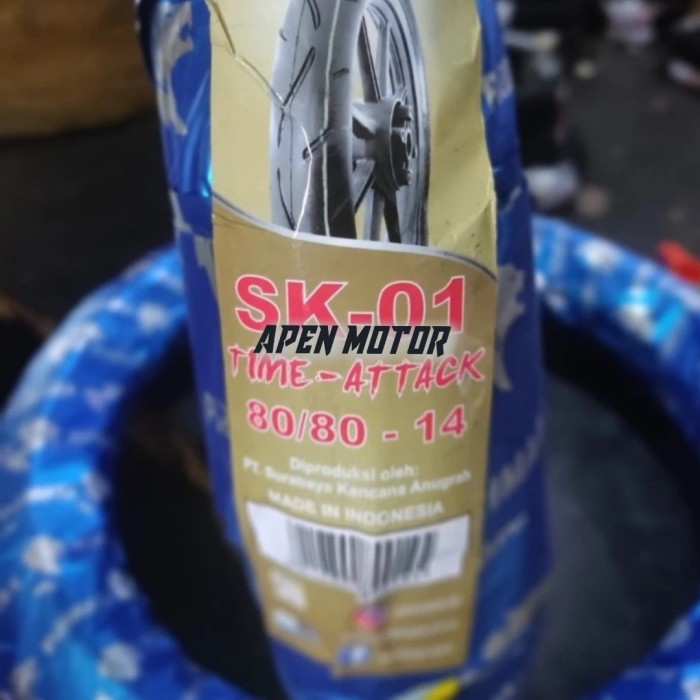 SK-01
APEN MOTOR
TIME-ATTACK
80/80 - 14
Diproduksi oleh:
PT. Surabaya Kencana Anugrah
MADE IN INDONESIA